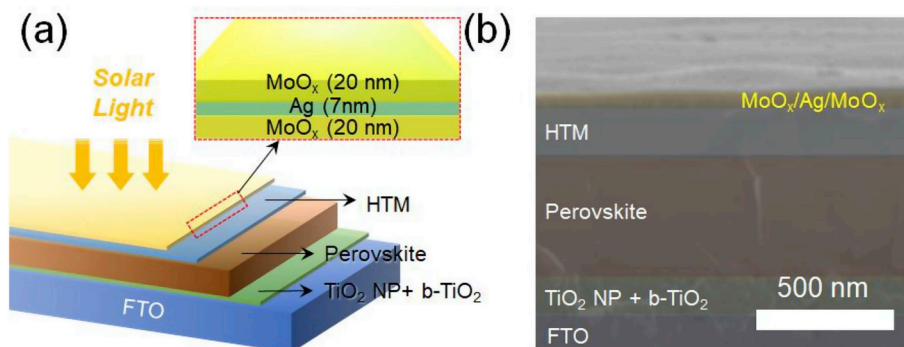 (a)
Solar
Light
MoOₓ (20 nm)
Ag (7nm)
MoOₓ (20 nm)
HTM
Perovskite
TiO₂ NP+ b-TiO₂
FTO
(b)
MoOₓ/Ag/MoOₓ
HTM
Perovskite
TiO₂ NP + b-TiO₂
500 nm
FTO